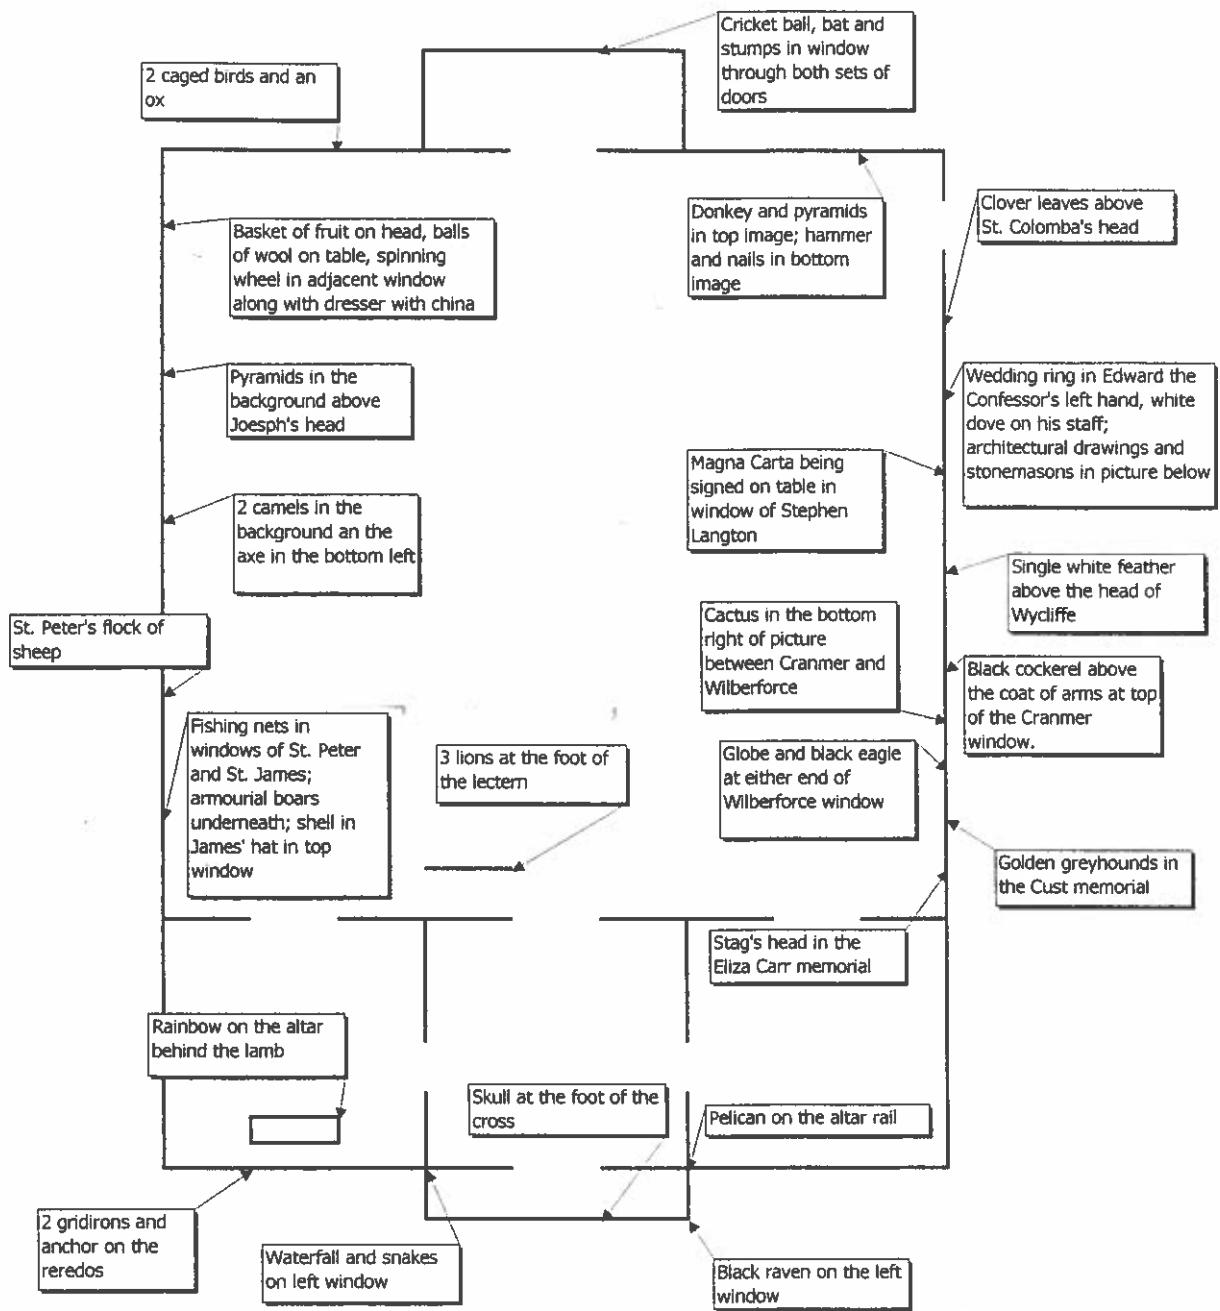 Cricket ball, bat and
stumps in window
through both sets of
doors
2 caged birds and an
ox
Donkey and pyramids
in top image; hammer
and nails in bottom
image
Clover leaves above
St. Colomba's head
Basket of fruit on head, balls
of wool on table, spinning
wheel in adjacent window
along with dresser with china
Pyramids in the
background above
Joesph's head
Wedding ring in Edward the
Confessor's left hand, white
dove on his staff;
architectural drawings and
stonemasons in picture below
Magna Carta being
signed on table in
window of Stephen
Langton
2 camels in the
background an the
axe in the bottom left
Single white feather
above the head of
Wycliffe
St. Peter's flock of
sheep
Cactus in the bottom
right of picture
between Cranmer and
Wilberforce
Black cockerel above
the coat of arms at top
of the Cranmer
window.
Fishing nets in
windows of St. Peter
and St. James;
armourial boars
underneath; shell in
James' hat in top
window
3 lions at the foot of
the lectern
Globe and black eagle
at either end of
Wilberforce window
Golden greyhounds in
the Cust memorial
Stag's head in the
Eliza Carr memorial
Rainbow on the altar
behind the lamb
Skull at the foot of the
cross
Pelican on the altar rail
2 gridirons and
anchor on the
reredos
Waterfall and snakes
on left window
Black raven on the left
window